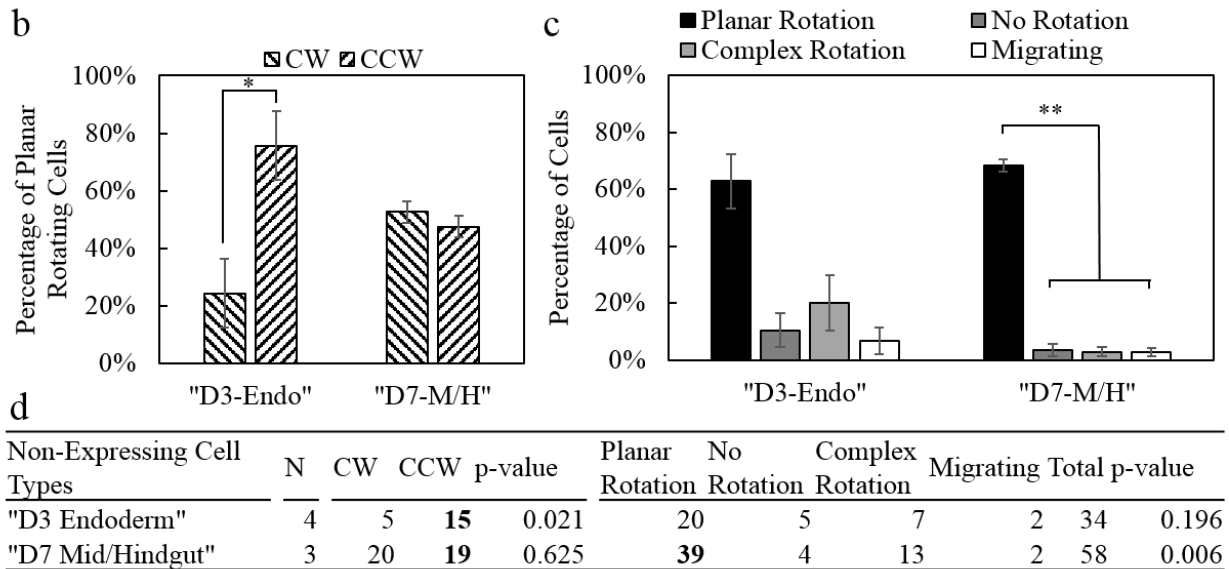 b
CW CCW
100%
80%
60%
40%
20%
0%
*
Percentage of Planar
Rotating Cells
"D3-Endo" "D7-M/H"
c
Planar Rotation No Rotation
Complex Rotation Migrating
100%
80%
60%
40%
20%
0%
**
Percentage of Cells
"D3-Endo" "D7-M/H"
d
Non-Expressing Cell Types N CW CCW p-value Planar Rotation No Rotation Complex Rotation Migrating Total p-value
"D3 Endoderm" 4 5 15 0.021 20 5 7 2 34 0.196
"D7 Mid/Hindgut" 3 20 19 0.625 39 4 13 2 58 0.006